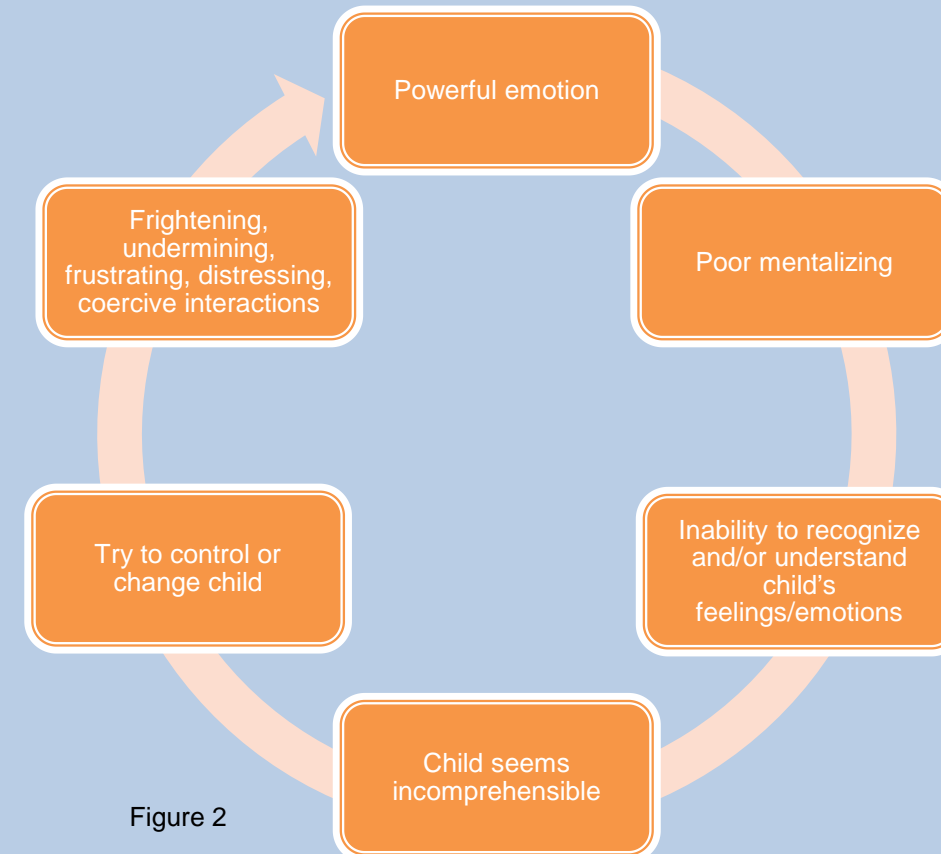 Powerful emotion
Poor mentalizing
Inability to recognize
and/or understand
child’s
feelings/emotions
Child seems
incomprehensible
Try to control or
change child
Frightening,
undermining,
frustrating, distressing,
coercive interactions
Figure 2